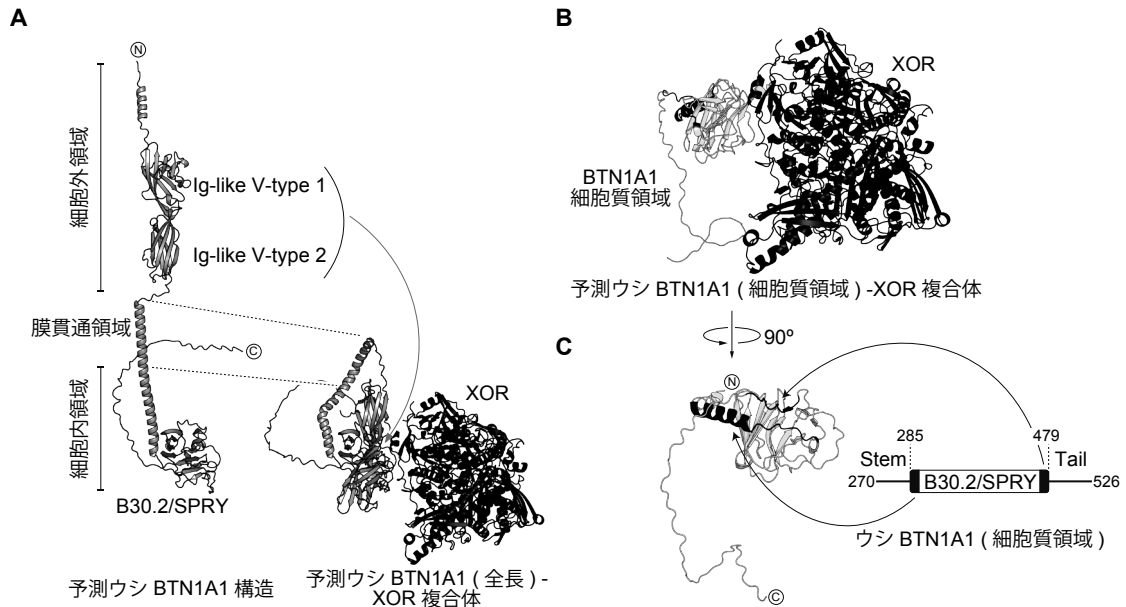 A
N
細胞外領域
Ig-like V-type 1
Ig-like V-type 2
膜貫通領域
C
細胞内領域
B30.2/SPRY
XOR
予測ウシ BTN1A1 構造
予測ウシ BTN1A1 ( 全長 ) -
XOR 複合体
B
XOR
BTN1A1
細胞質領域
予測ウシ BTN1A1 ( 細胞質領域 ) -XOR 複合体
90º
C
N
285
479
Stem
Tail
270
B30.2/SPRY
526
ウシ BTN1A1 ( 細胞質領域 )
C